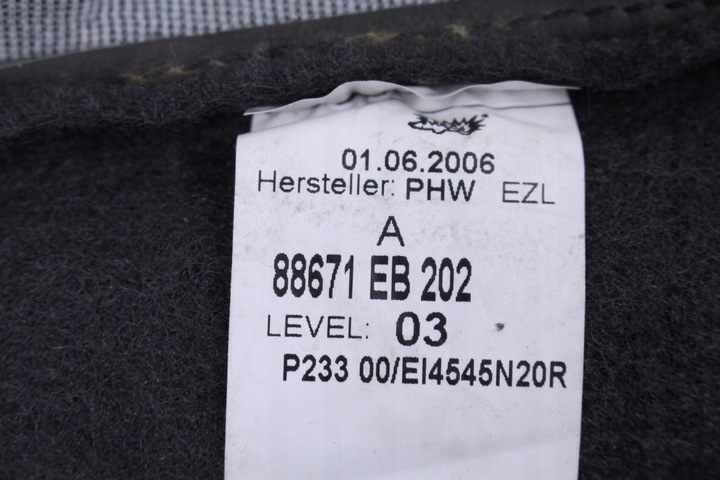 01.06.2006
Hersteller: PHW EZL
A
88671 EB 202
LEVEL: 03
P233 00/EI4545N20R